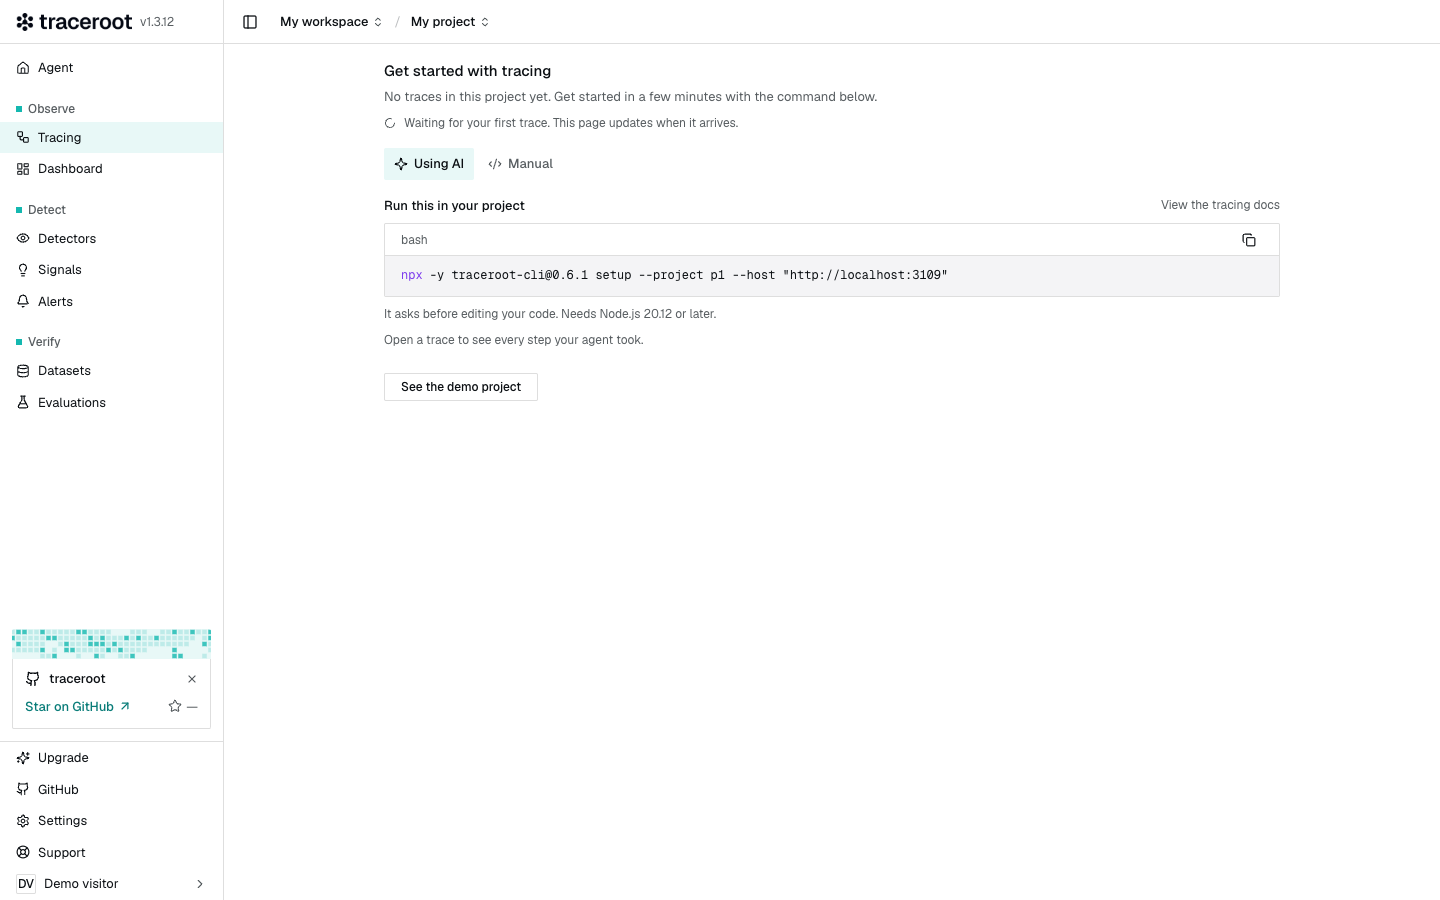 traceroot v1.3.12
My workspace / My project
Agent
Observe
Tracing
Dashboard
Detect
Detectors
Signals
Alerts
Verify
Datasets
Evaluations
traceroot
Star on GitHub
Upgrade
GitHub
Settings
Support
DV Demo visitor
Get started with tracing
No traces in this project yet. Get started in a few minutes with the command below.
Waiting for your first trace. This page updates when it arrives.
Using AI Manual
Run this in your project View the tracing docs
bash
npx -y traceroot-cli@0.6.1 setup --project p1 --host "http://localhost:3109"
It asks before editing your code. Needs Node.js 20.12 or later.
Open a trace to see every step your agent took.
See the demo project